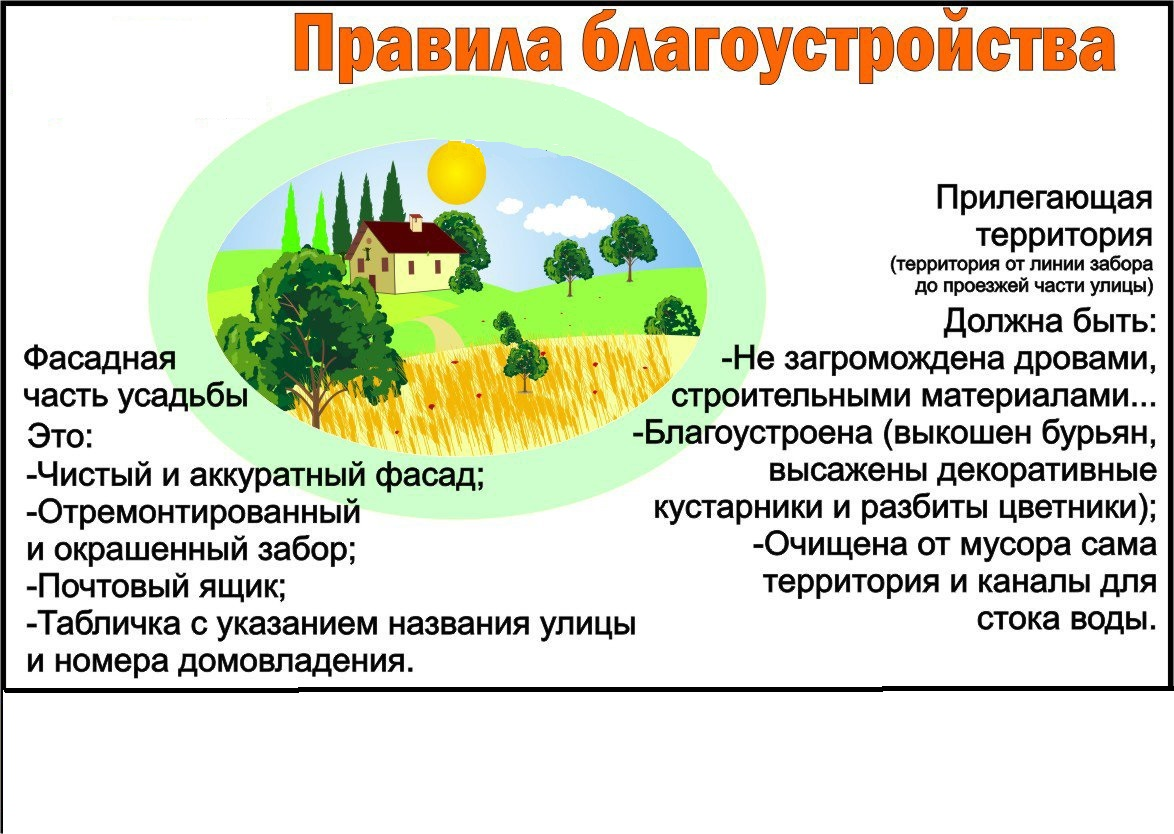 Правила благоустройства
Фасадная
часть усадьбы
Это:
-Чистый и аккуратный фасад;
-Отремонтированный
и окрашенный забор;
-Почтовый ящик;
-Табличка с указанием названия улицы
и номера домовладения.
Прилегающая
территория
(территория от линии забора
до проезжей части улицы)
Должна быть:
-Не загромождена дровами,
строительными материалами...
-Благоустроена (выкошен бурьян,
высажены декоративные
кустарники и разбиты цветники);
-Очищена от мусора сама
территория и каналы для
стока воды.